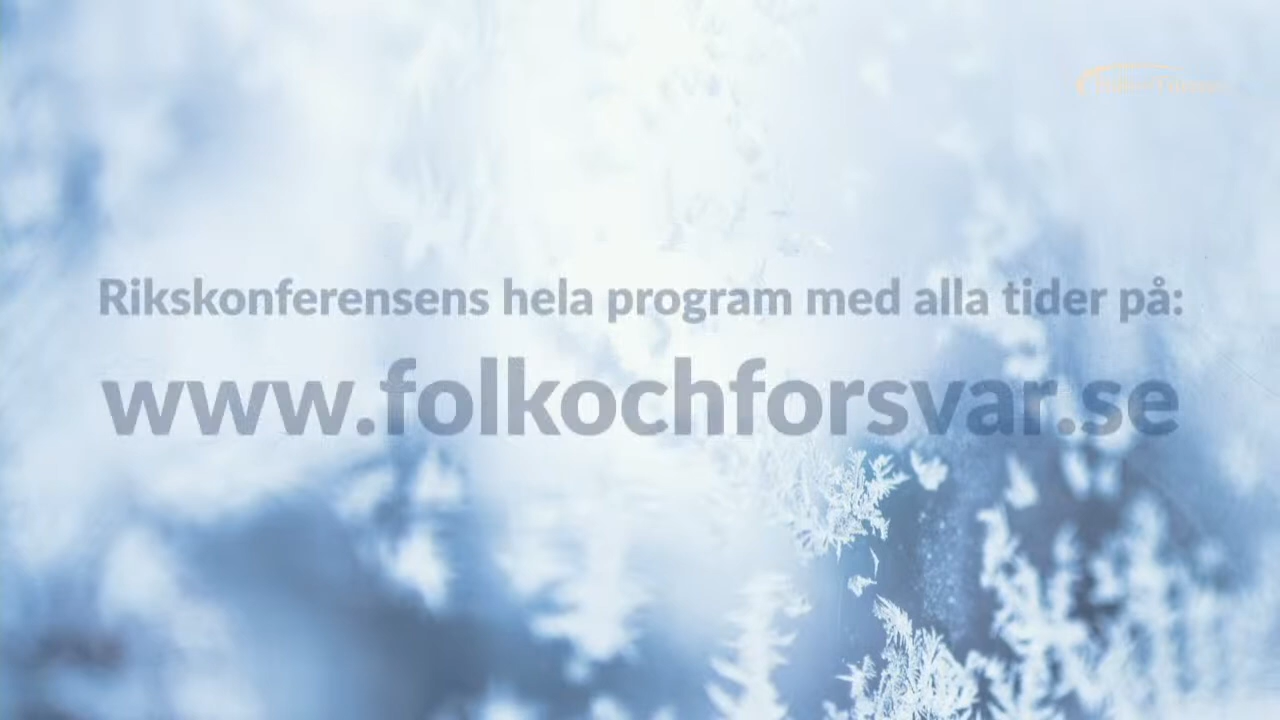 Rikskonferensens hela program med alla tider på:
www.folkochforsvar.se